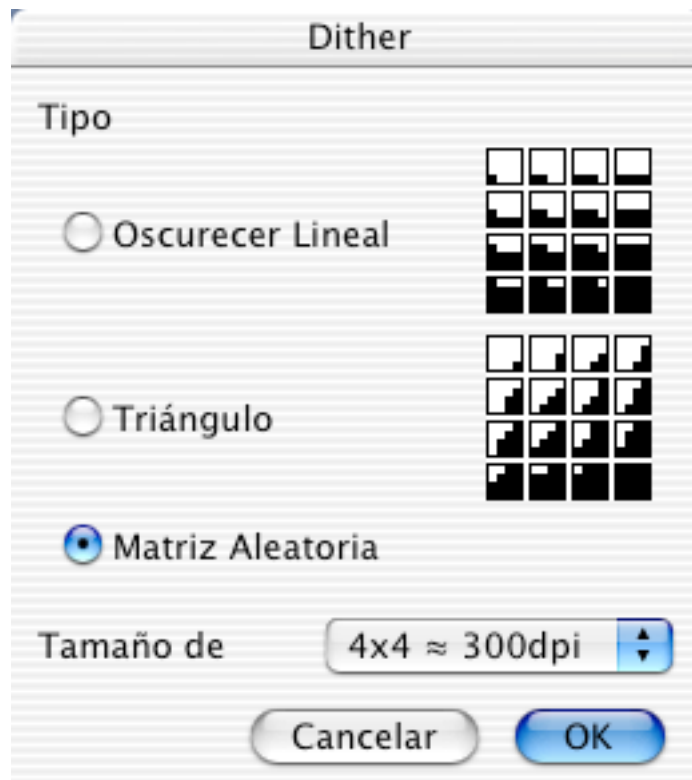 Dither
Tipo
Oscurecer Lineal
Triángulo
Matriz Aleatoria
Tamaño de
4x4 ≈ 300dpi
Cancelar
OK